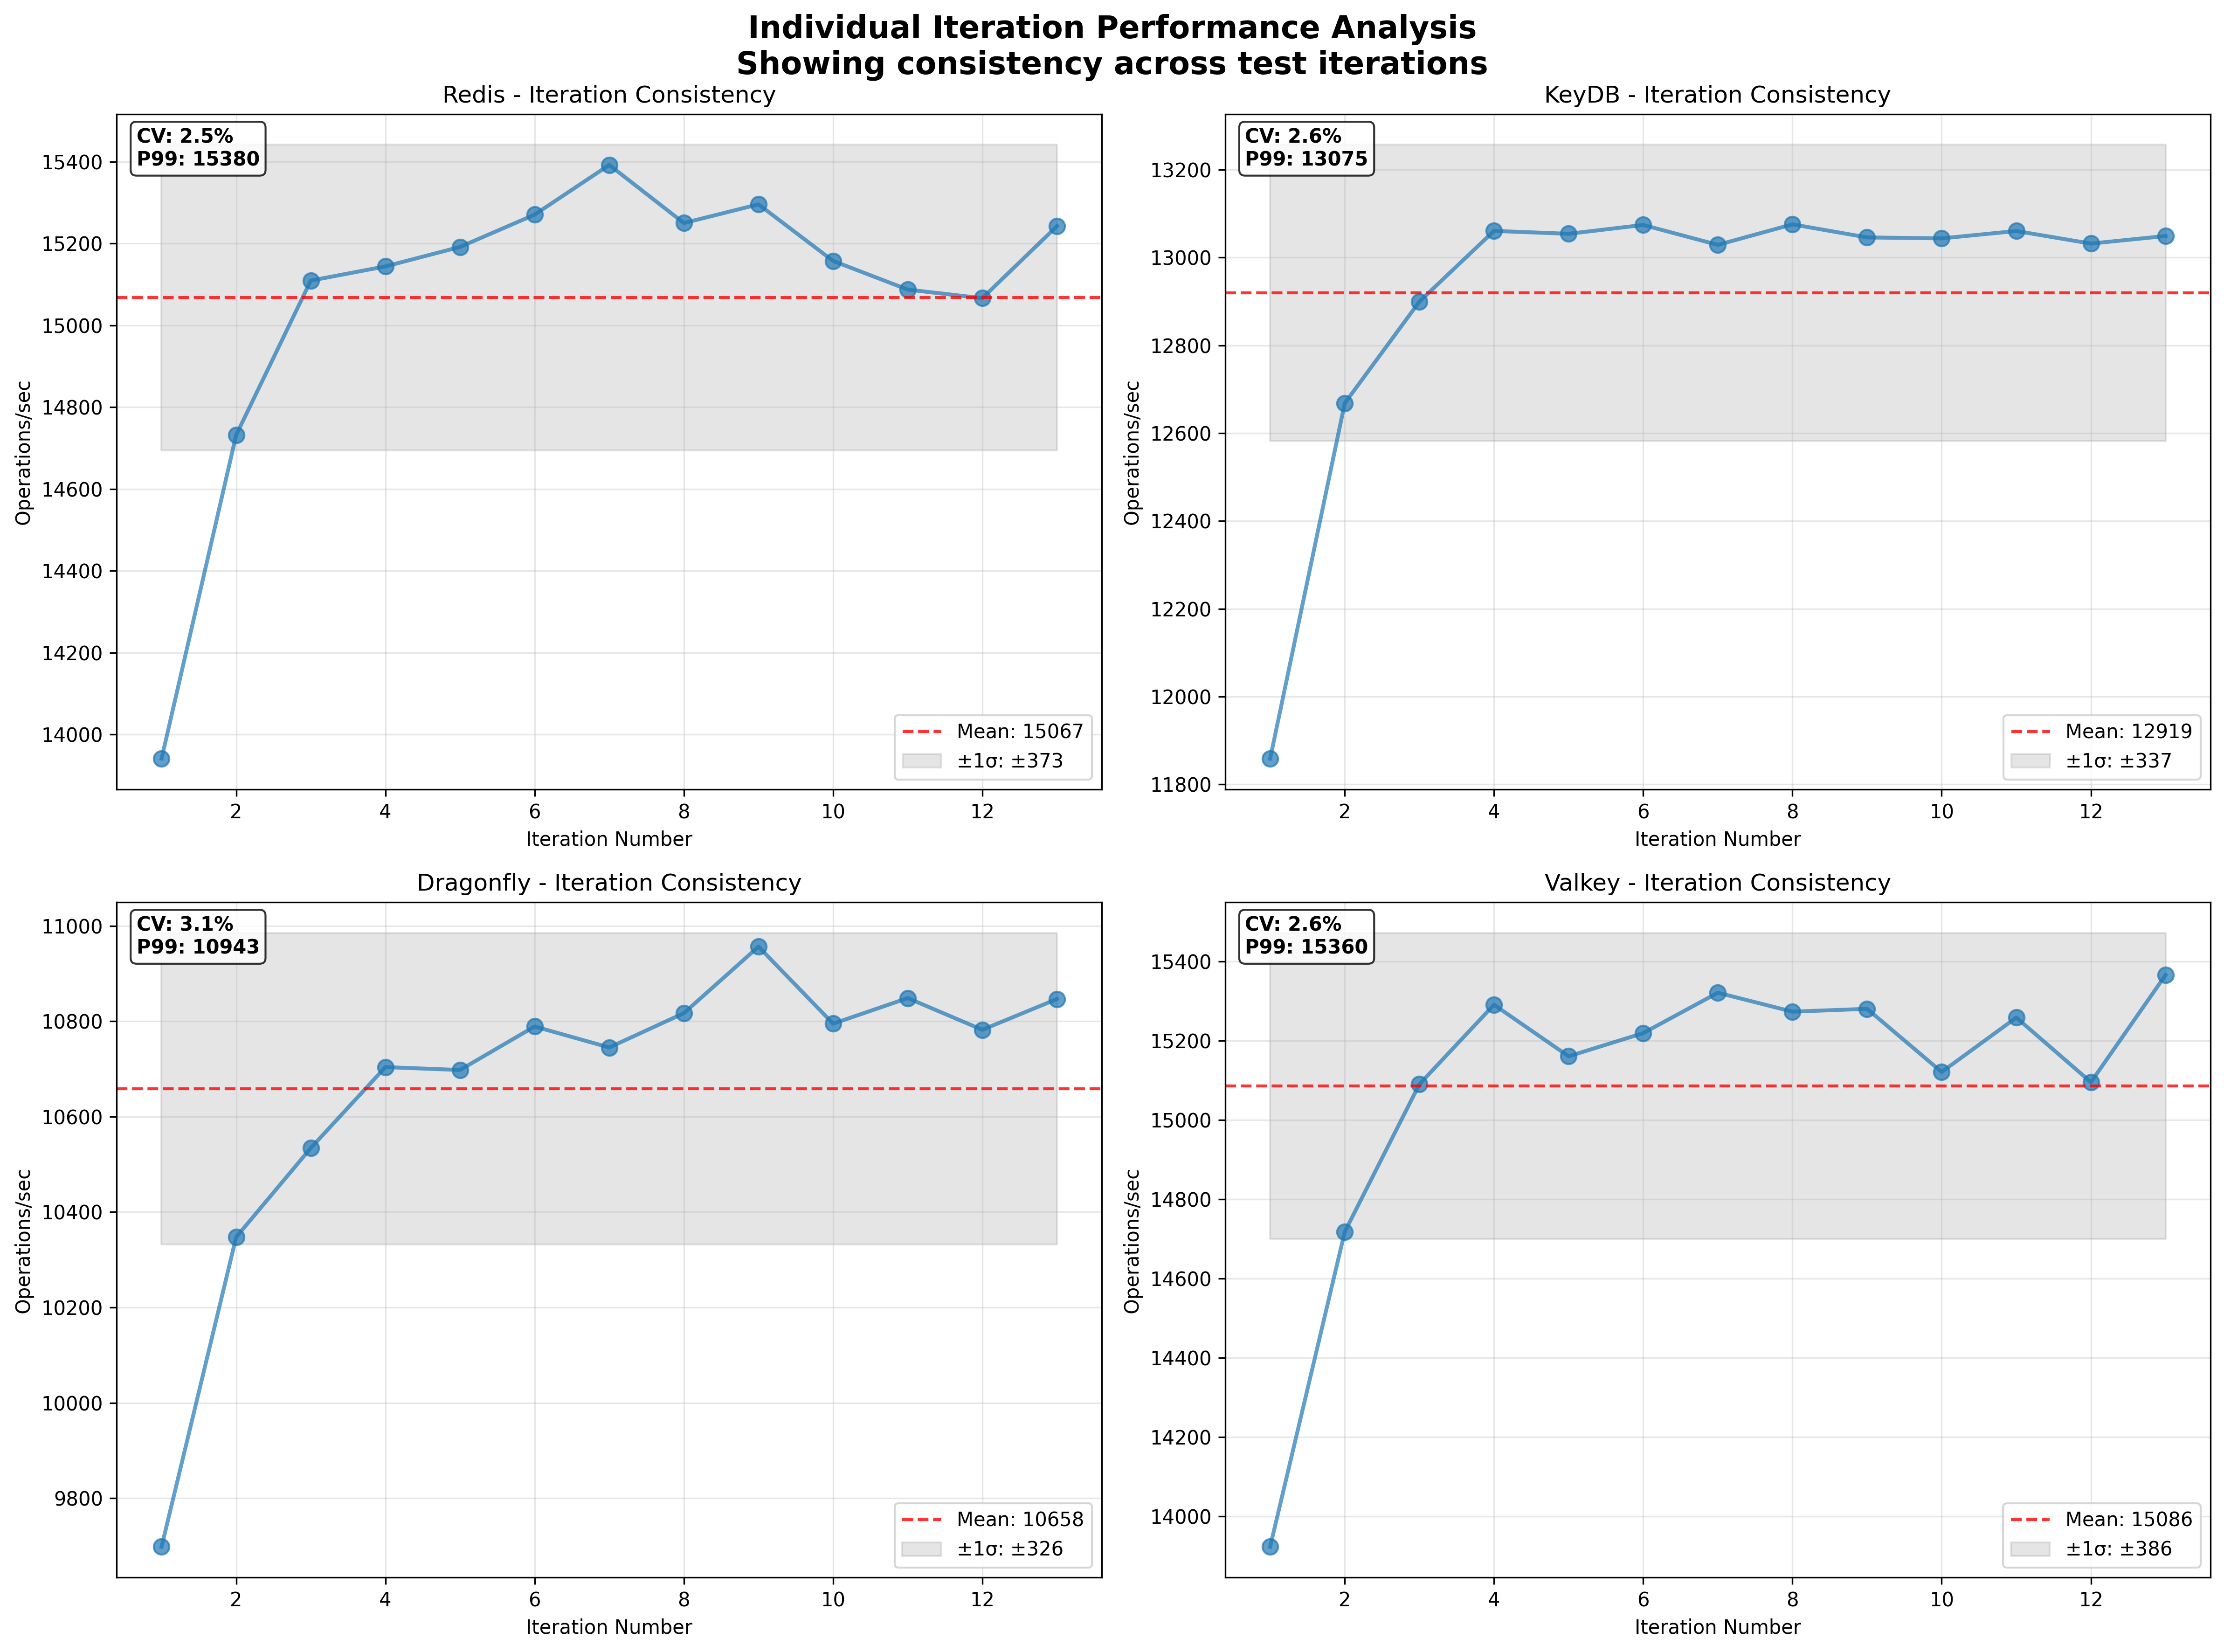 Individual Iteration Performance Analysis
Showing consistency across test iterations
Redis - Iteration Consistency
CV: 2.5%
P99: 15380
15400
15200
15000
14800
14600
14400
14200
14000
Operations/sec
2 4 6 8 10 12
Iteration Number
Mean: 15067
±1σ: ±373
KeyDB - Iteration Consistency
CV: 2.6%
P99: 13075
13200
13000
12800
12600
12400
12200
12000
11800
Operations/sec
2 4 6 8 10 12
Iteration Number
Mean: 12919
±1σ: ±337
Dragonfly - Iteration Consistency
CV: 3.1%
P99: 10943
11000
10800
10600
10400
10200
10000
9800
Operations/sec
2 4 6 8 10 12
Iteration Number
Mean: 10658
±1σ: ±326
Valkey - Iteration Consistency
CV: 2.6%
P99: 15360
15400
15200
15000
14800
14600
14400
14200
14000
Operations/sec
2 4 6 8 10 12
Iteration Number
Mean: 15086
±1σ: ±386